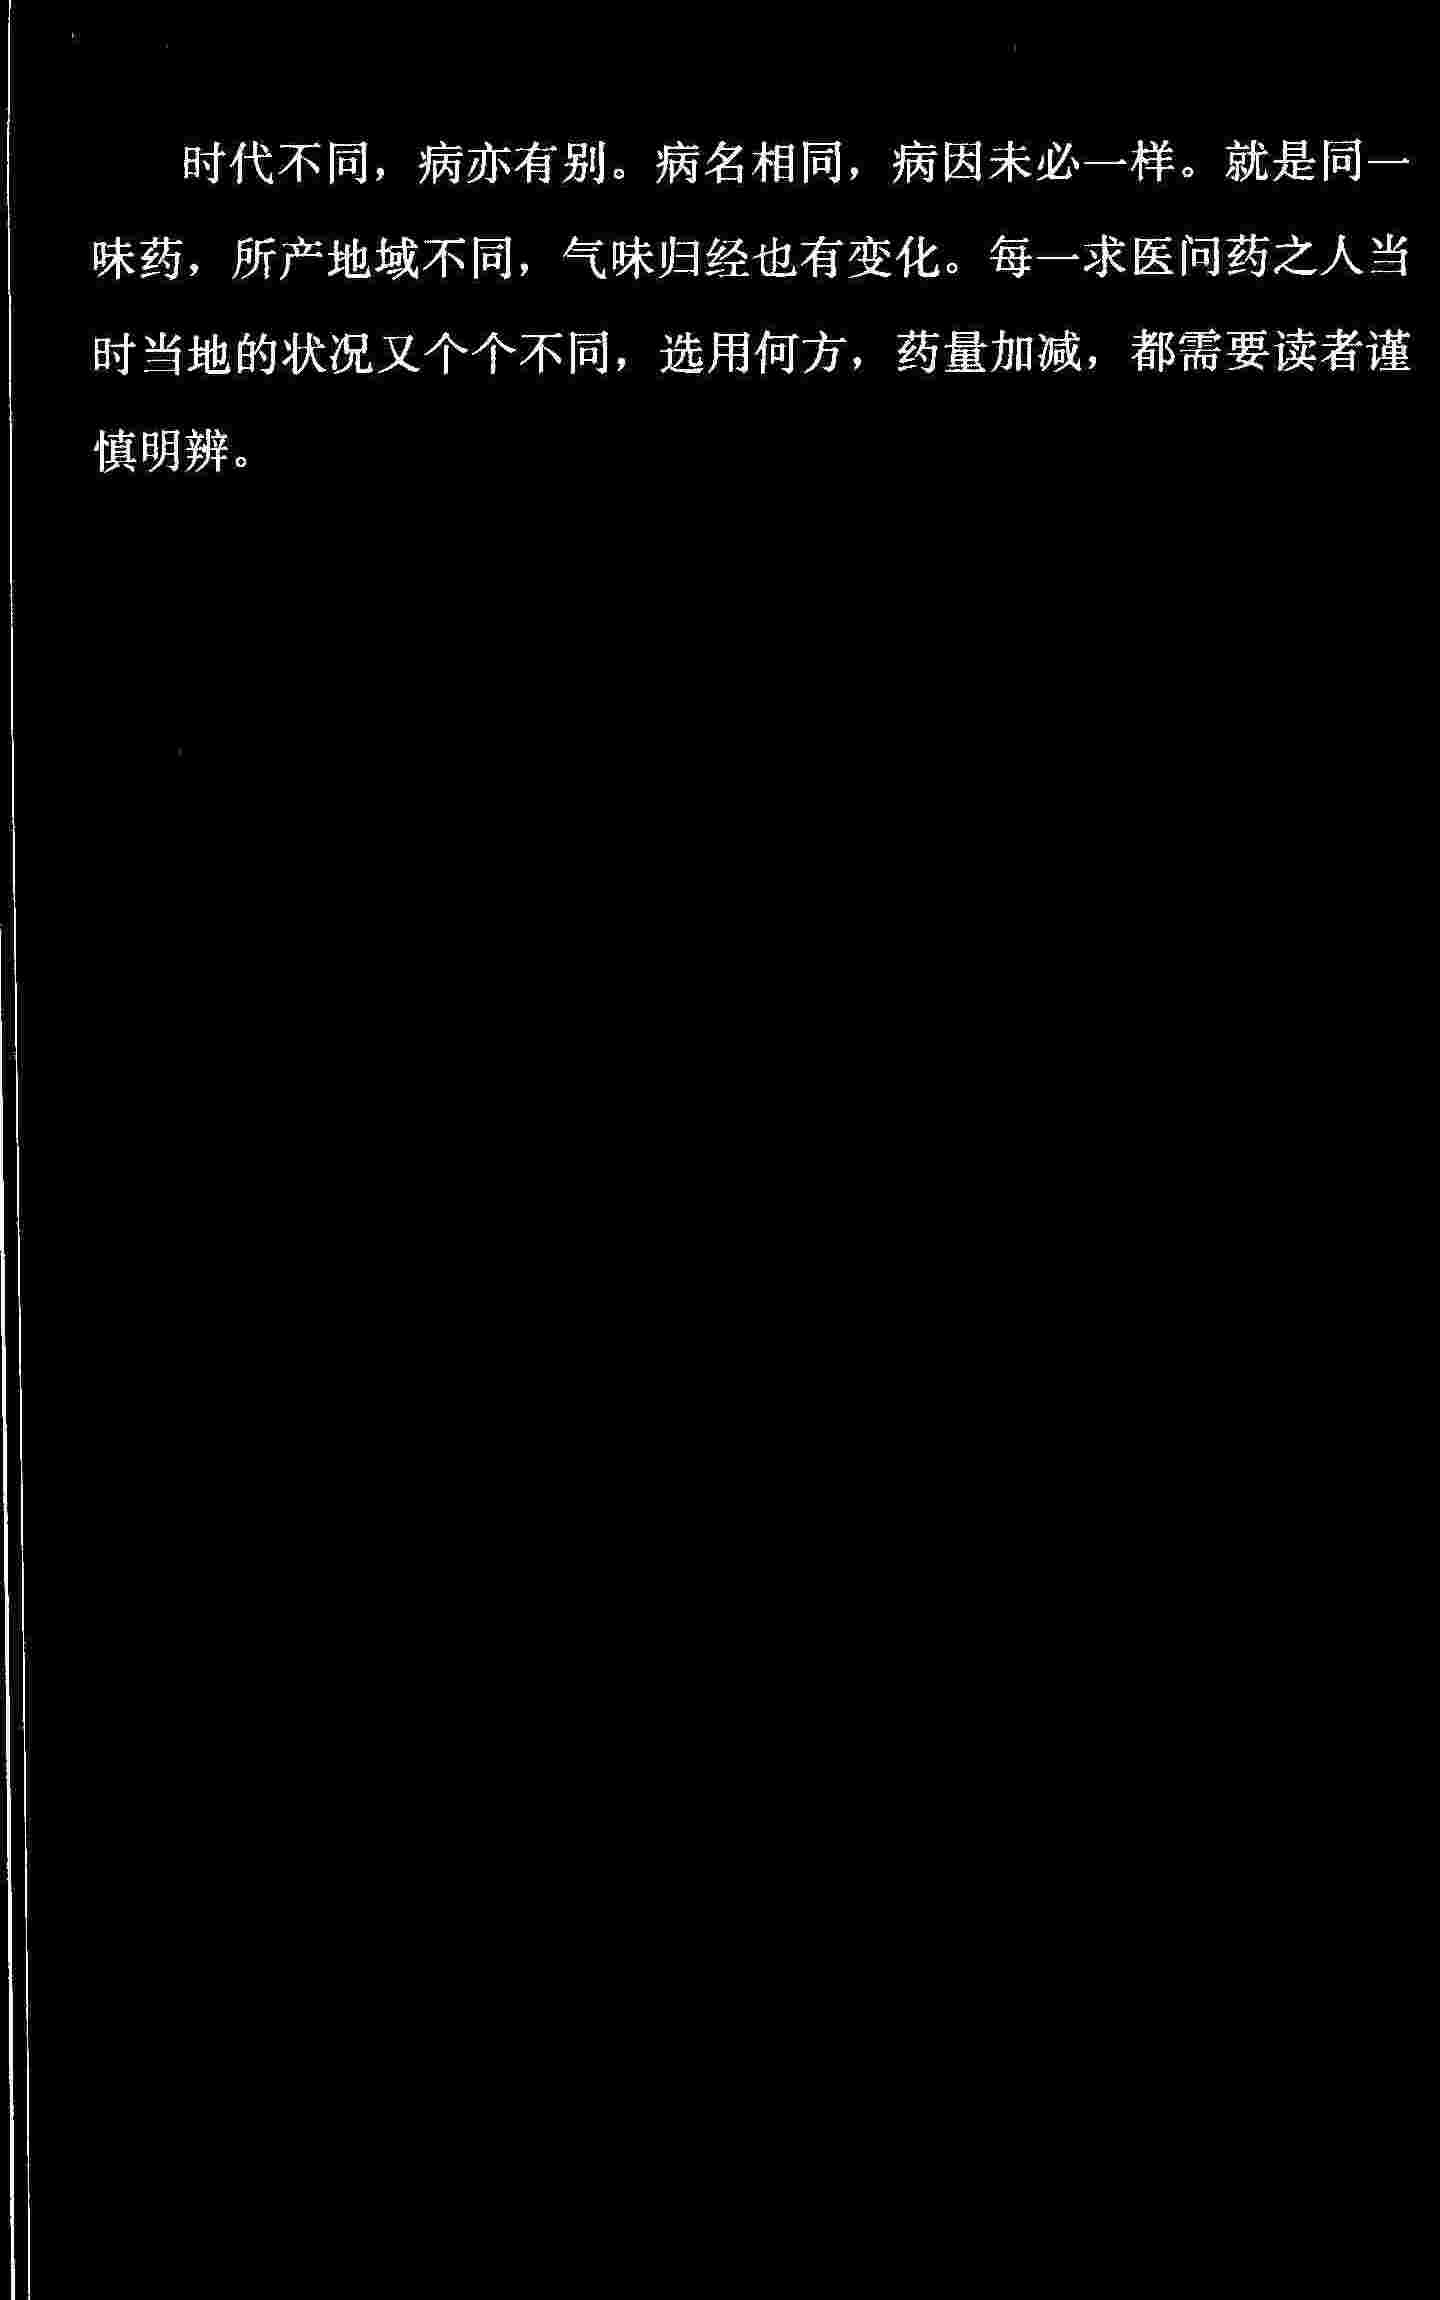 时代不同，病亦有别。病名相同，病因未必一样。就是同一
味药，所产地域不同，气味归经也有变化。每一求医问药之人当
时当地的状况又个个不同，选用何方，药量加减，都需要读者谨
慎明辨。